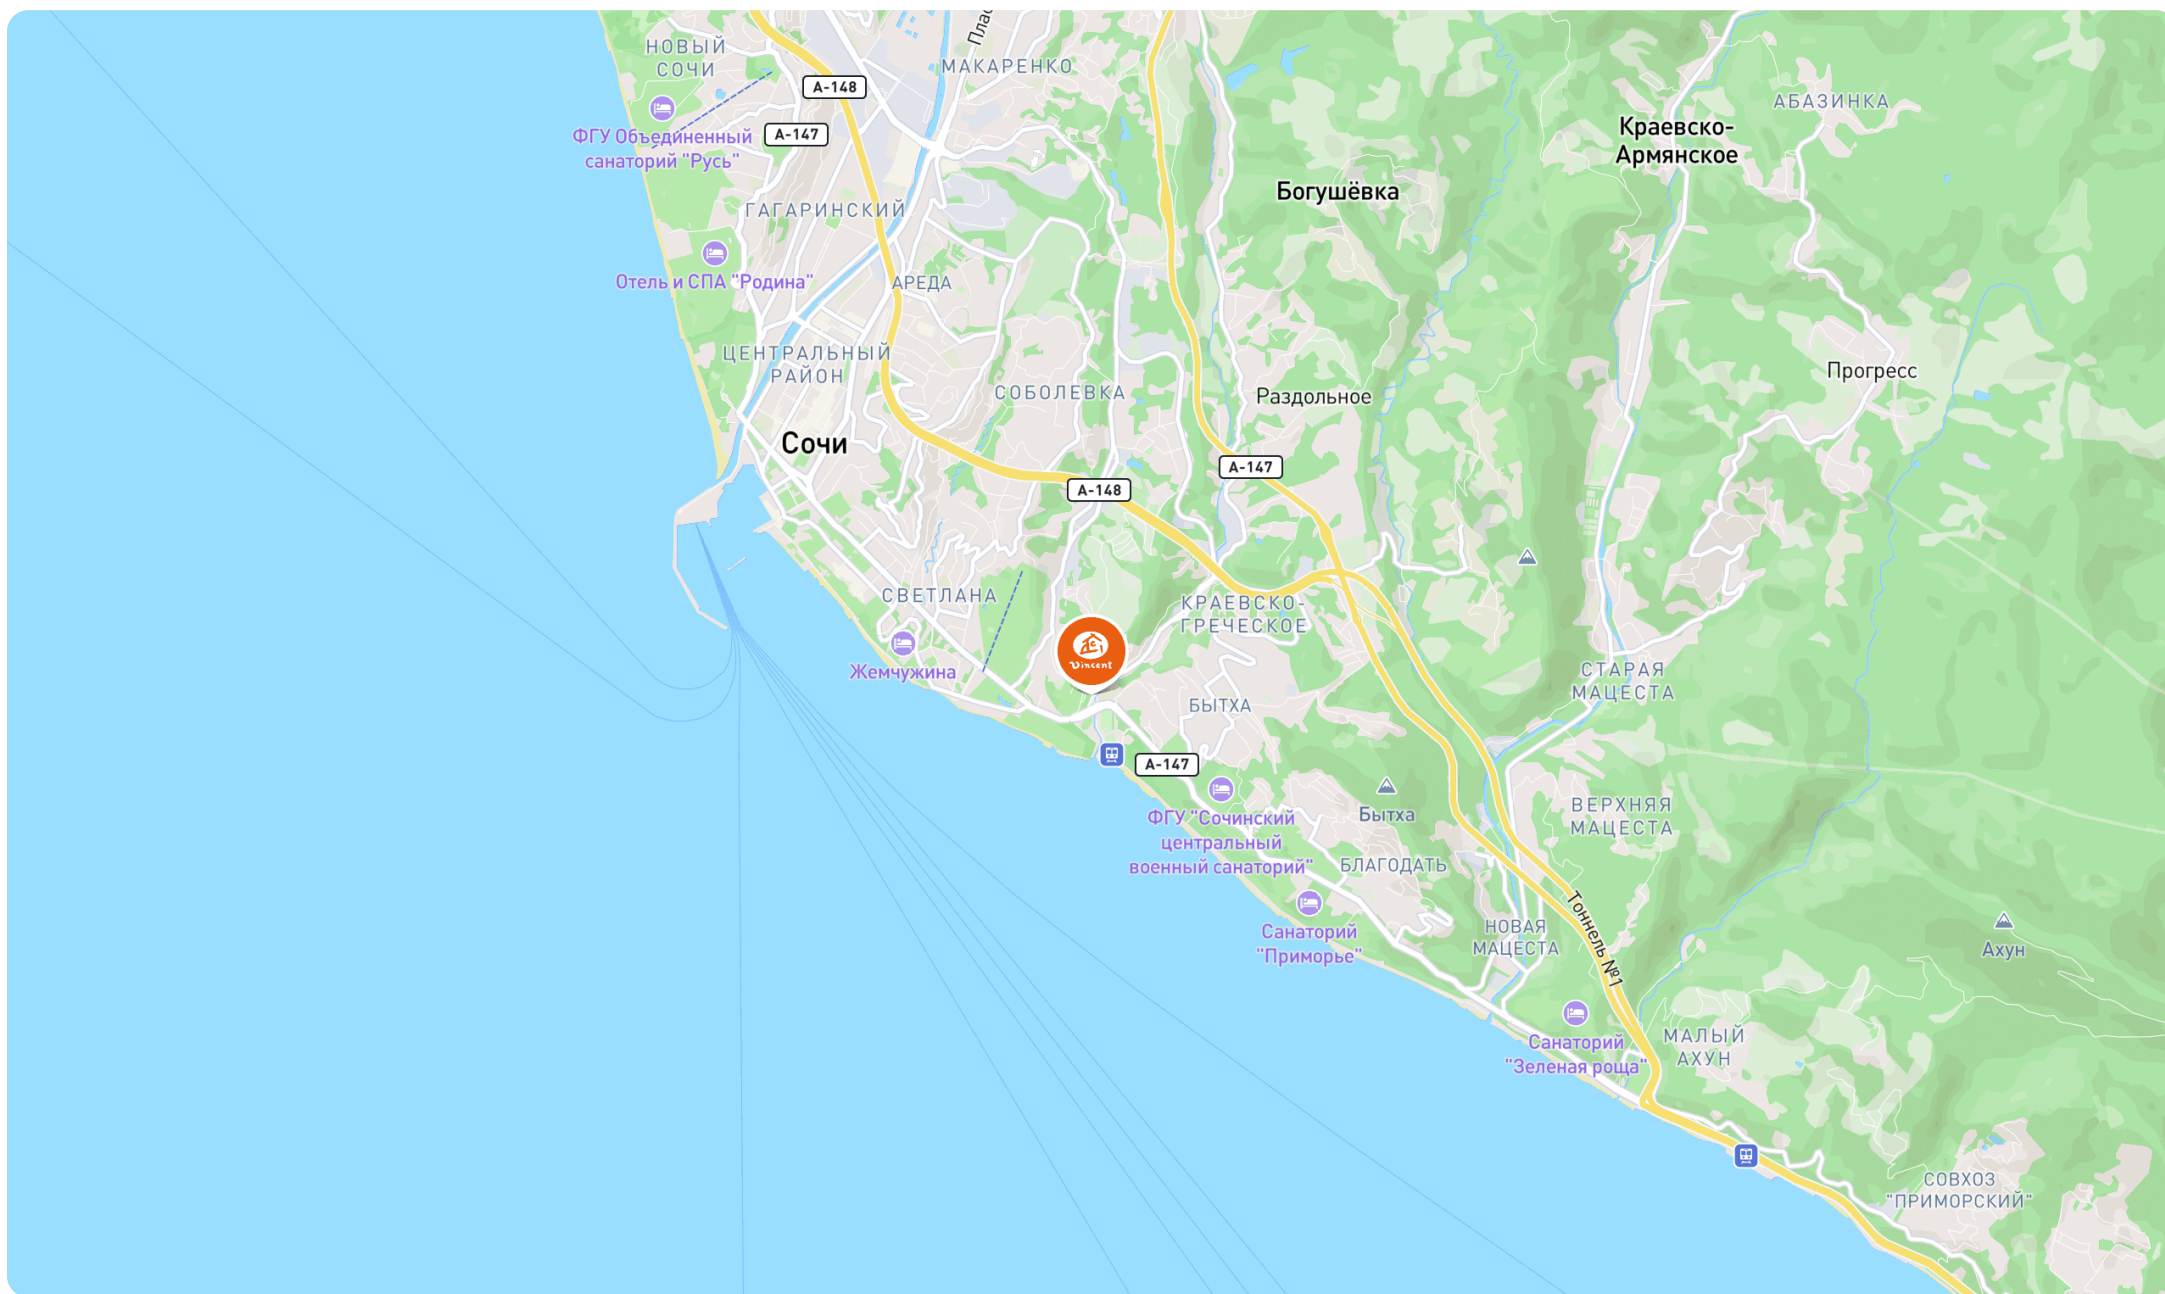 Плас
НОВЫЙ
СОЧИ
МАКАРЕНКО
А-148
АБАЗИНКА
А-147
ФГУ Объединенный
санаторий "Русь"
Краевско-
Армянское
Богушёвка
ГАГАРИНСКИЙ
Отель и СПА "Родина"
АРЕДА
ЦЕНТРАЛЬНЫЙ
РАЙОН
Прогресс
СОБОЛЕВКА
Раздольное
Сочи
А-147
А-148
СВЕТЛАНА
КРАЕВСКО-
ГРЕЧЕСКОЕ
Vincent
Жемчужина
СТАРАЯ
МАЦЕСТА
БЫТХА
А-147
ФГУ "Сочинский
центральный
военный санаторий"
Бытха
ВЕРХНЯЯ
МАЦЕСТА
БЛАГОДАТЬ
Тоннель №1
Санаторий
"Приморье"
НОВАЯ
МАЦЕСТА
Ахун
Санаторий
"Зеленая роща"
МАЛЫЙ
АХУН
СОВХОЗ
"ПРИМОРСКИЙ"